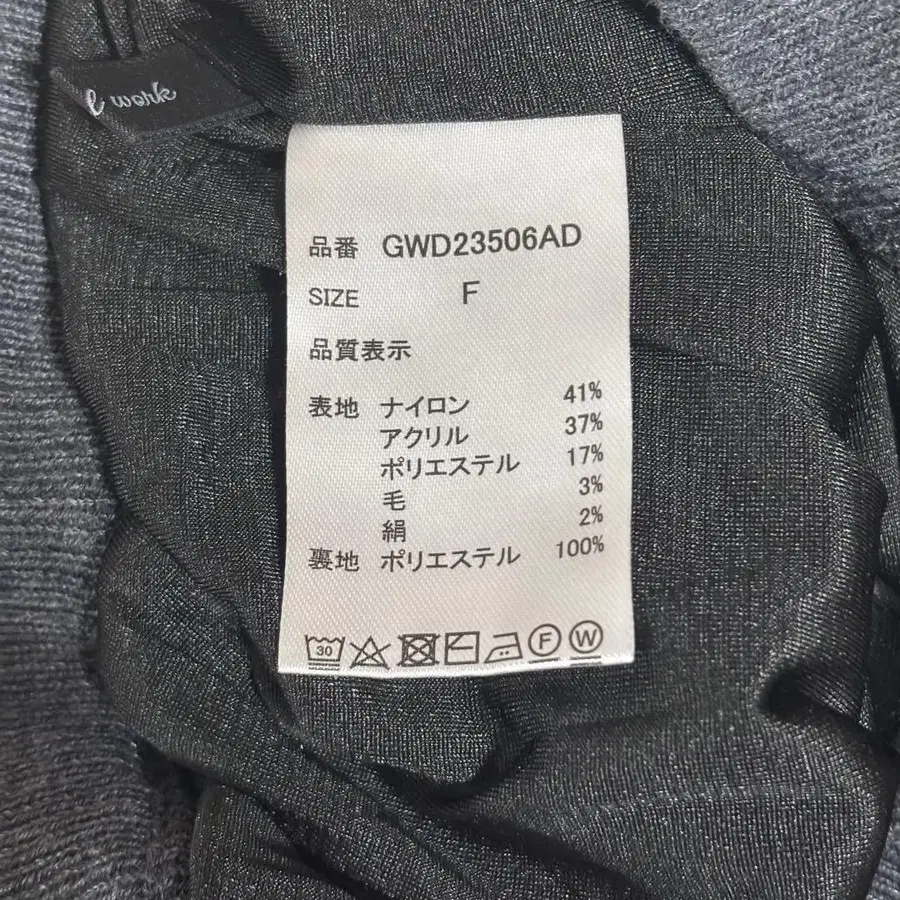 work
品番 GWD23506AD
SIZE F
品質表示
表地 ナイロン 41%
アクリル 37%
ポリエステル 17%
毛 3%
絹 2%
裏地 ポリエステル 100%
30 F W